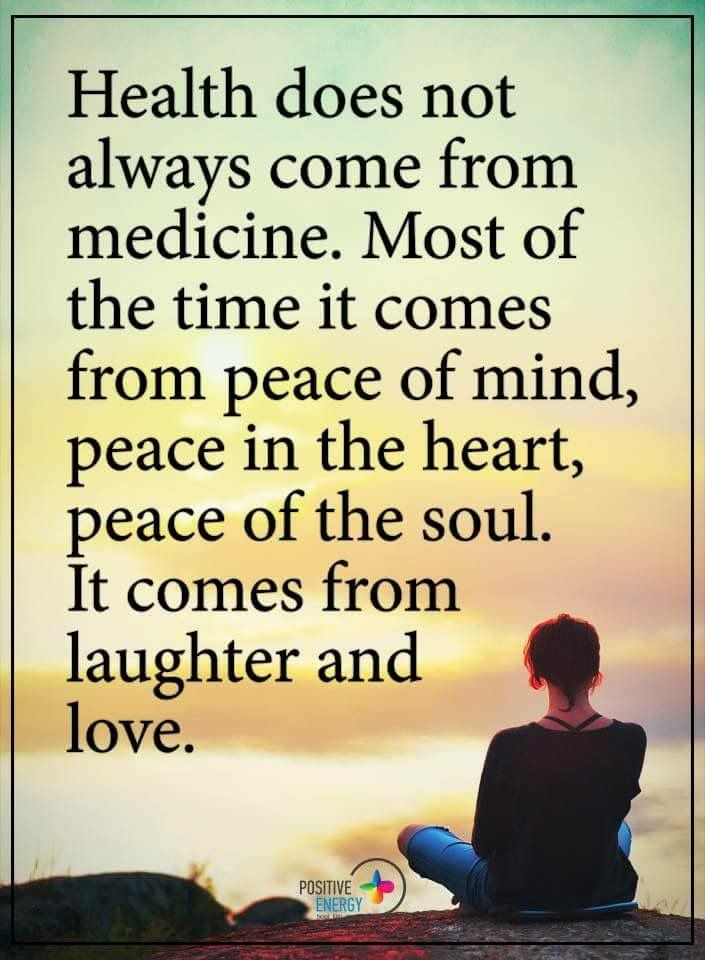 Health does not
always come from
medicine. Most of
the time it comes
from peace of mind,
peace in the heart,
peace of the soul.
It comes from
laughter and
love.
POSITIVE
ENERGY